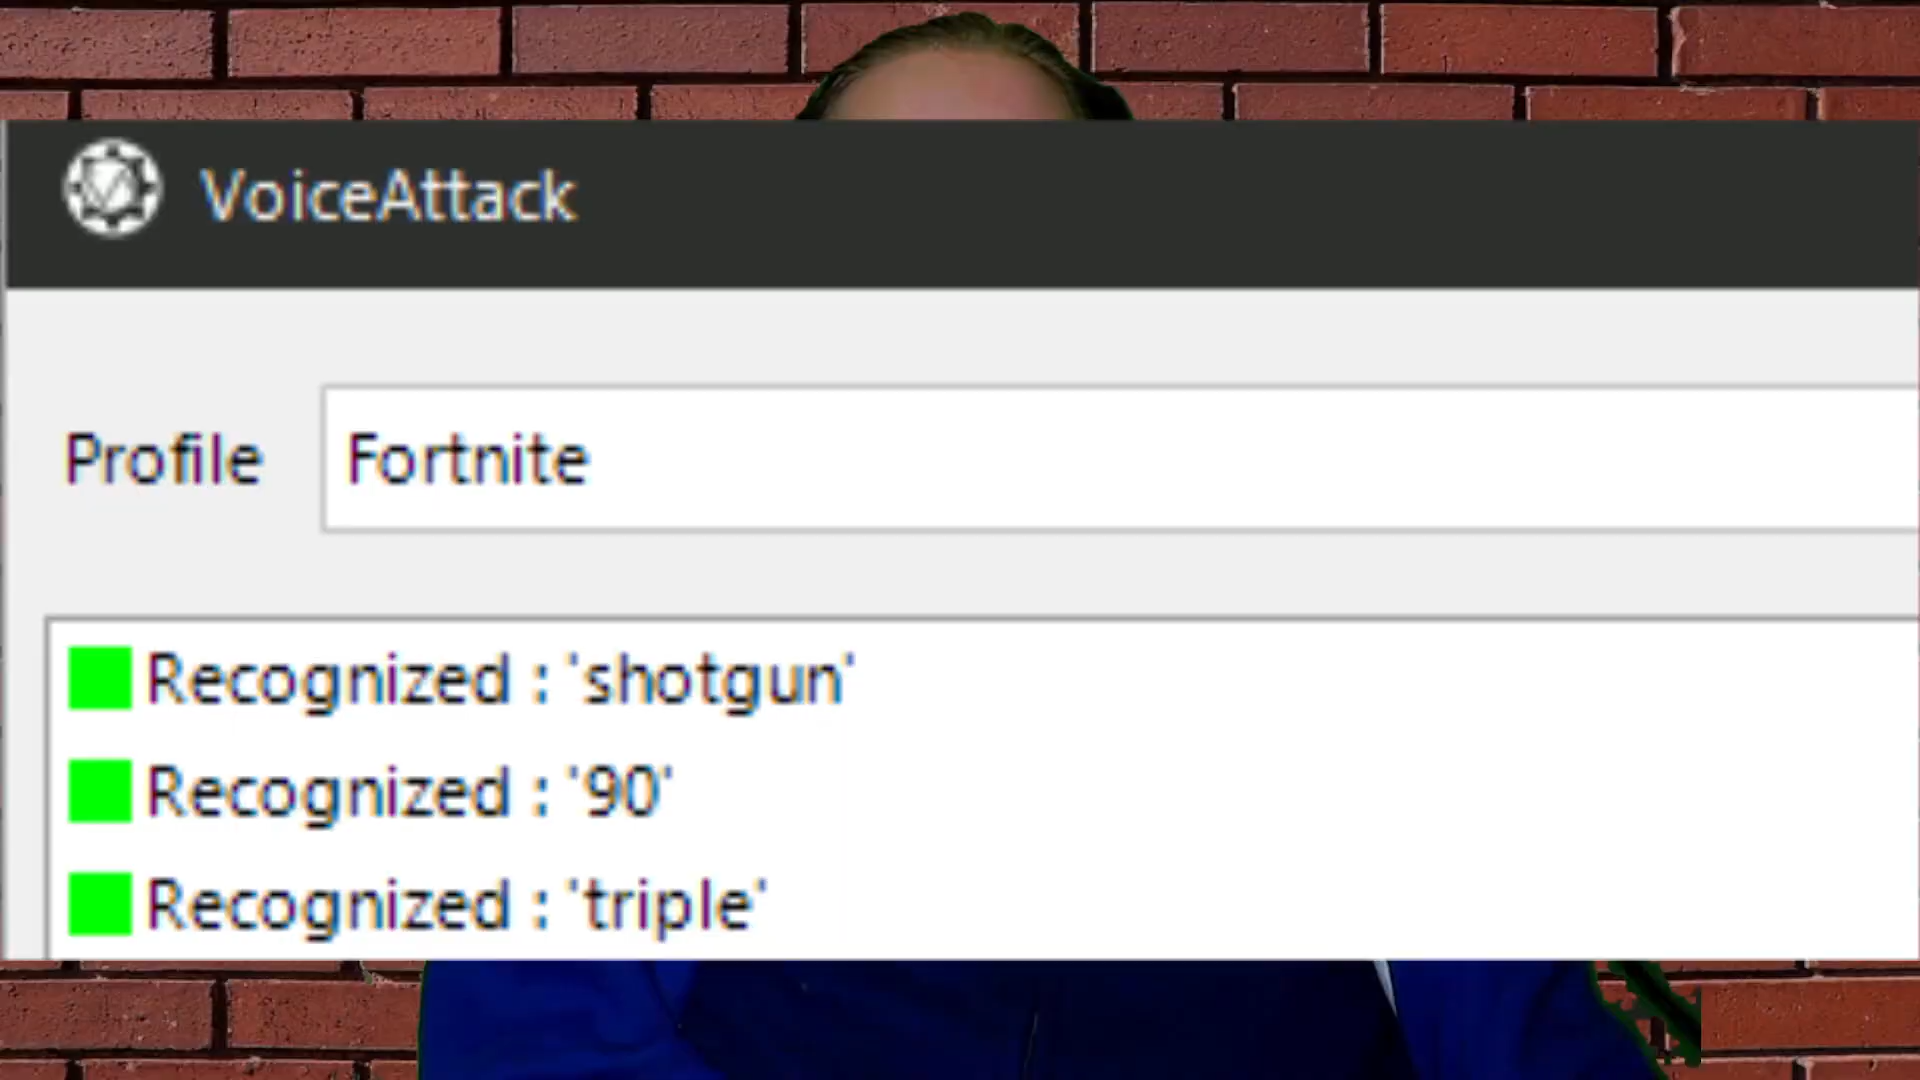 VoiceAttack
Profile Fortnite
Recognized : 'shotgun'
Recognized : '90'
Recognized : 'triple'